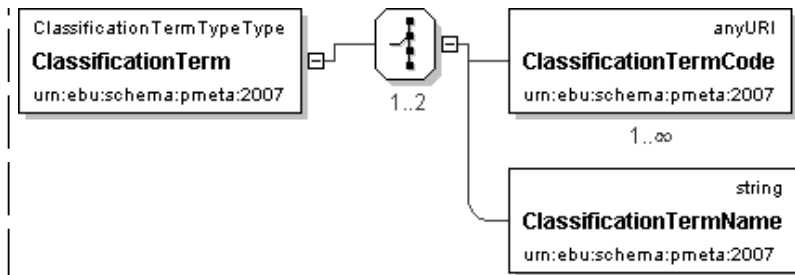 ClassificationTermTypeType
ClassificationTerm
urn:ebu:schema:pmeta:2007
1..2
anyURI
ClassificationTermCode
urn:ebu:schema:pmeta:2007
1..∞
string
ClassificationTermName
urn:ebu:schema:pmeta:2007